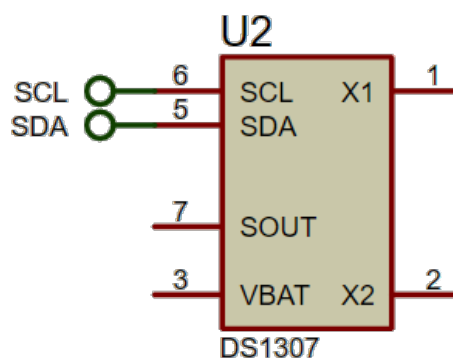 U2
SCL 6 SCL X1 1
SDA 5 SDA
7 SOUT
3 VBAT X2 2
DS1307